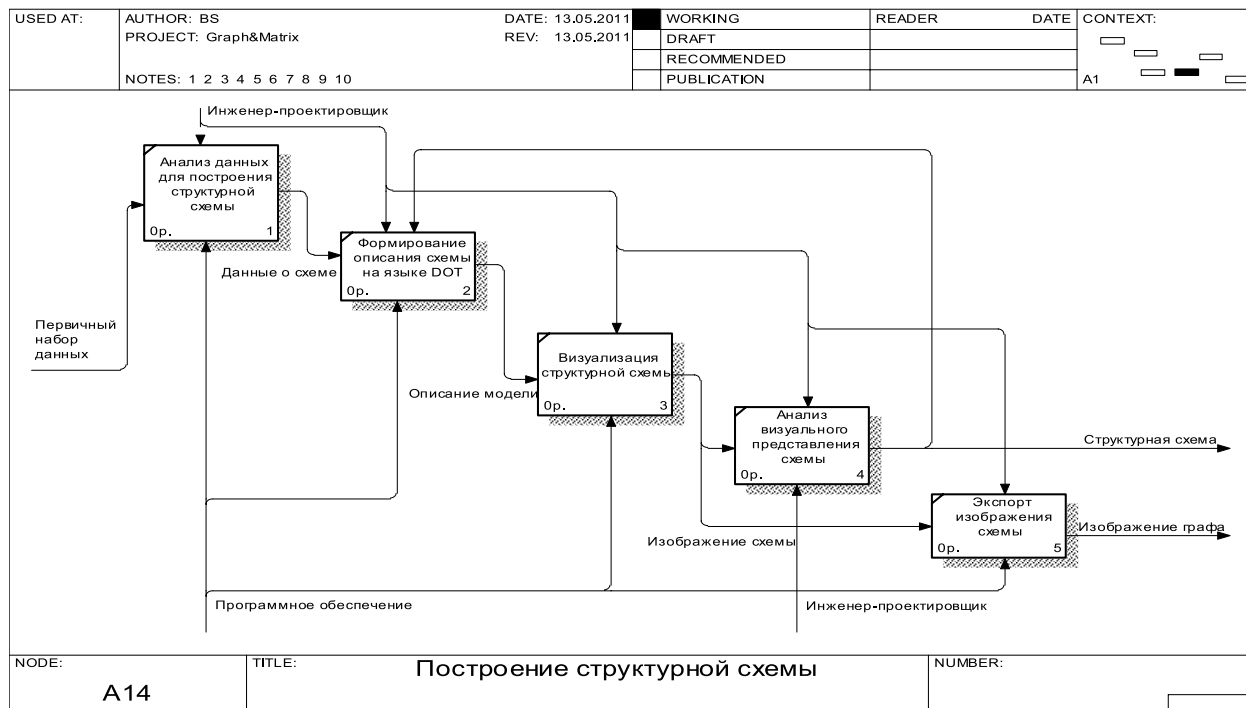 USED AT:
AUTHOR: BS
DATE: 13.05.2011
WORKING
READER
DATE
CONTEXT:
PROJECT: Graph&Matrix
REV: 13.05.2011
DRAFT
RECOMMENDED
NOTES: 1 2 3 4 5 6 7 8 9 10
PUBLICATION
A1
Инженер-проектировщик
Анализ данных
для построения
структурной
схемы
0р.
1
Формирование
описания схемы
на языке DOT
0р.
2
Данные о схеме
Первичный
набор
данных
Визуализация
структурной схемы
0р.
3
Описание модели
Анализ
визуального
представления
схемы
0р.
4
Структурная схема
Экспорт
изображения
схемы
0р.
5
Изображение графа
Изображение схемы
Программное обеспечение
Инженер-проектировщик
NODE:
TITLE:
NUMBER:
A14
Построение структурной схемы